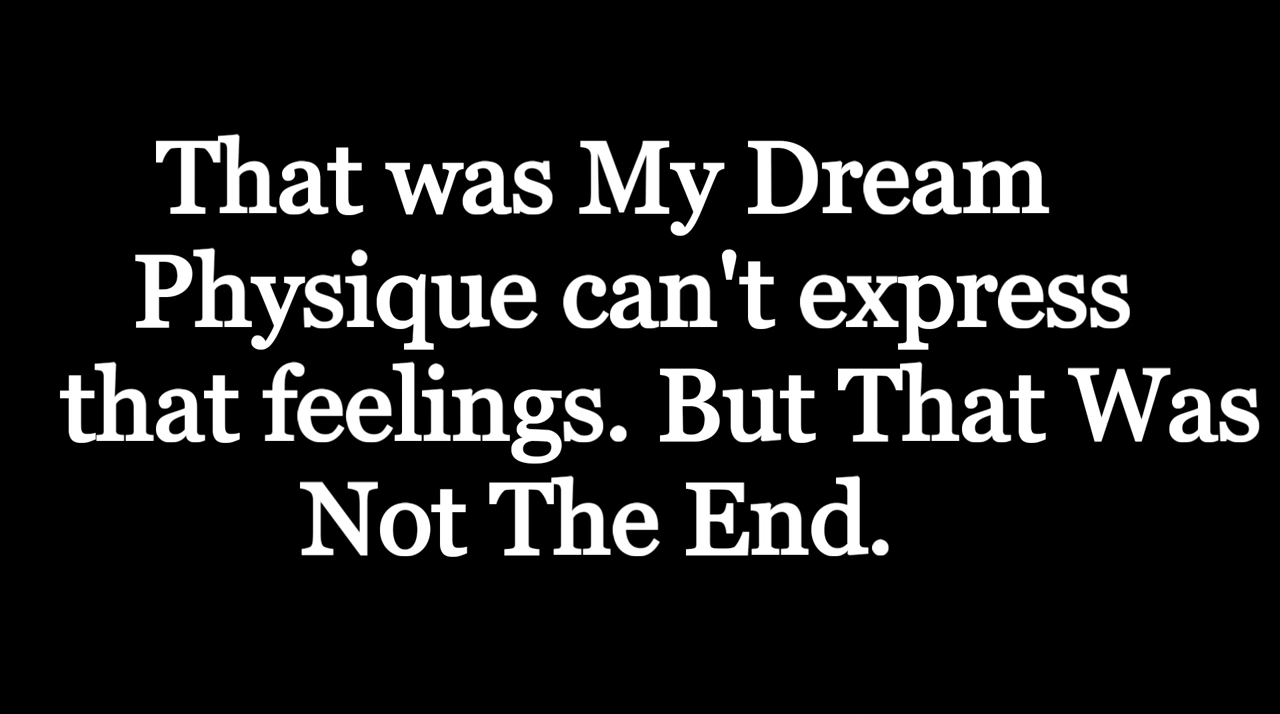 That was My Dream
Physique can't express
that feelings. But That Was
Not The End.